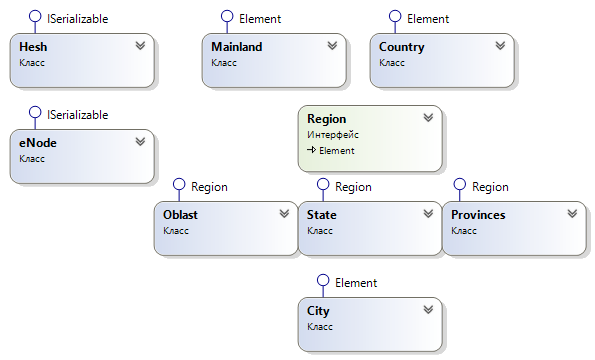 ISerializable
Element
Element
Hesh
Класс
Mainland
Класс
Country
Класс
ISerializable
eNode
Класс
Region
Интерфейс
Element
Region
Region
Region
Oblast
Класс
State
Класс
Provinces
Класс
Element
City
Класс